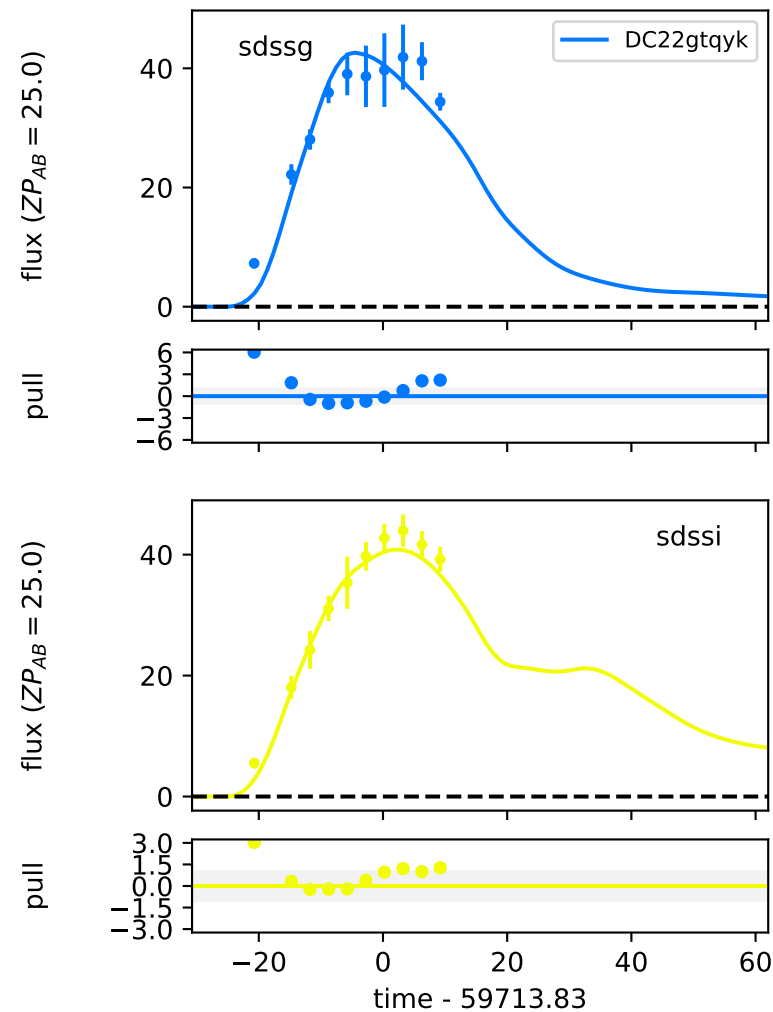 sdssg
DC22gtqyk
flux (ZP_AB = 25.0)
40
20
0
pull
6
3
0
−3
−6
sdssi
flux (ZP_AB = 25.0)
40
20
0
pull
3.0
1.5
0.0
−1.5
−3.0
−20 0 20 40 60
time - 59713.83